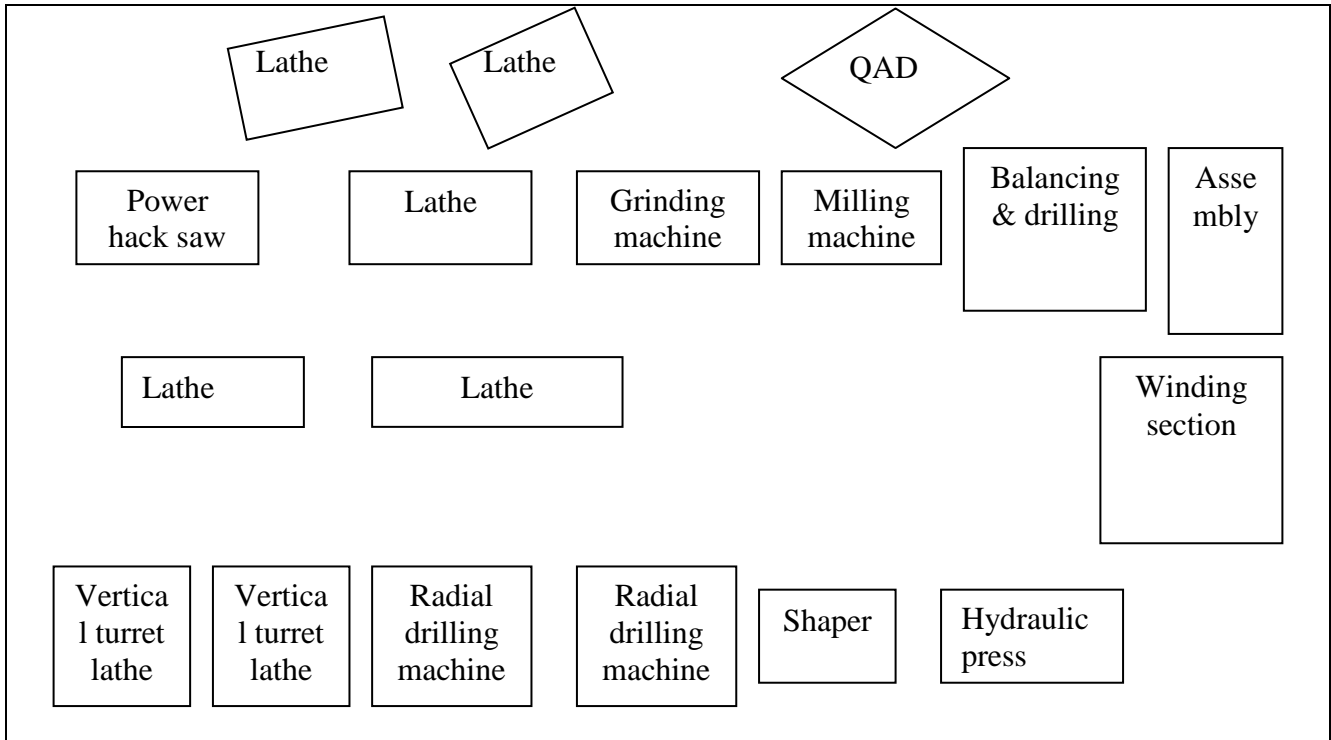 Lathe
Lathe
QAD
Power
hack saw
Lathe
Grinding
machine
Milling
machine
Balancing
& drilling
Asse
mbly
Lathe
Lathe
Winding
section
Vertica
l turret
lathe
Vertica
l turret
lathe
Radial
drilling
machine
Radial
drilling
machine
Shaper
Hydraulic
press